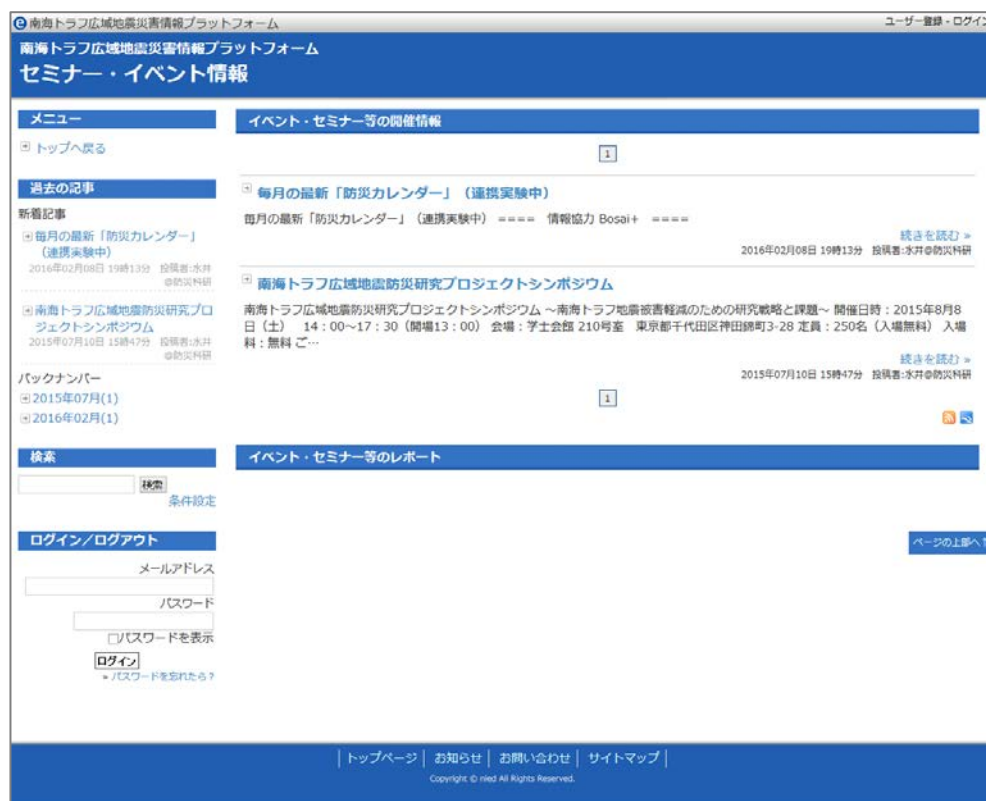 南海トラフ広域地震災害情報プラットフォーム
ユーザー登録 - ログイン
南海トラフ広域地震災害情報プラットフォーム
セミナー・イベント情報
メニュー
トップへ戻る
過去の記事
新着記事
毎月の最新「防災カレンダー」
（連携実験中）
2016年02月08日 19時13分 投稿者:水井
@防災科研
南海トラフ広域地震防災研究プロ
ジェクトシンポジウム
2015年07月10日 15時47分 投稿者:水井
@防災科研
バックナンバー
2015年07月(1)
2016年02月(1)
検索
検索
条件設定
ログイン／ログアウト
メールアドレス
パスワード
パスワードを表示
ログイン
» パスワードを忘れたら？
イベント・セミナー等の開催情報
1
毎月の最新「防災カレンダー」（連携実験中）
毎月の最新「防災カレンダー」（連携実験中） ==== 情報協力 Bosai+ ====
続きを読む »
2016年02月08日 19時13分 投稿者:水井@防災科研
南海トラフ広域地震防災研究プロジェクトシンポジウム
南海トラフ広域地震防災研究プロジェクトシンポジウム ～南海トラフ地震被害軽減のための研究戦略と課題～ 開催日時：2015年8月8
日（土） 14：00～17：30（開場13：00） 会場：学士会館 210号室 東京都千代田区神田錦町3-28 定員：250名（入場無料） 入場
料：無料 ご…
続きを読む »
2015年07月10日 15時47分 投稿者:水井@防災科研
1
イベント・セミナー等のレポート
ページの上部へ↑
トップページ│ お知らせ│ お問い合わせ│ サイトマップ│
Copyright © nied All Rights Reserved.